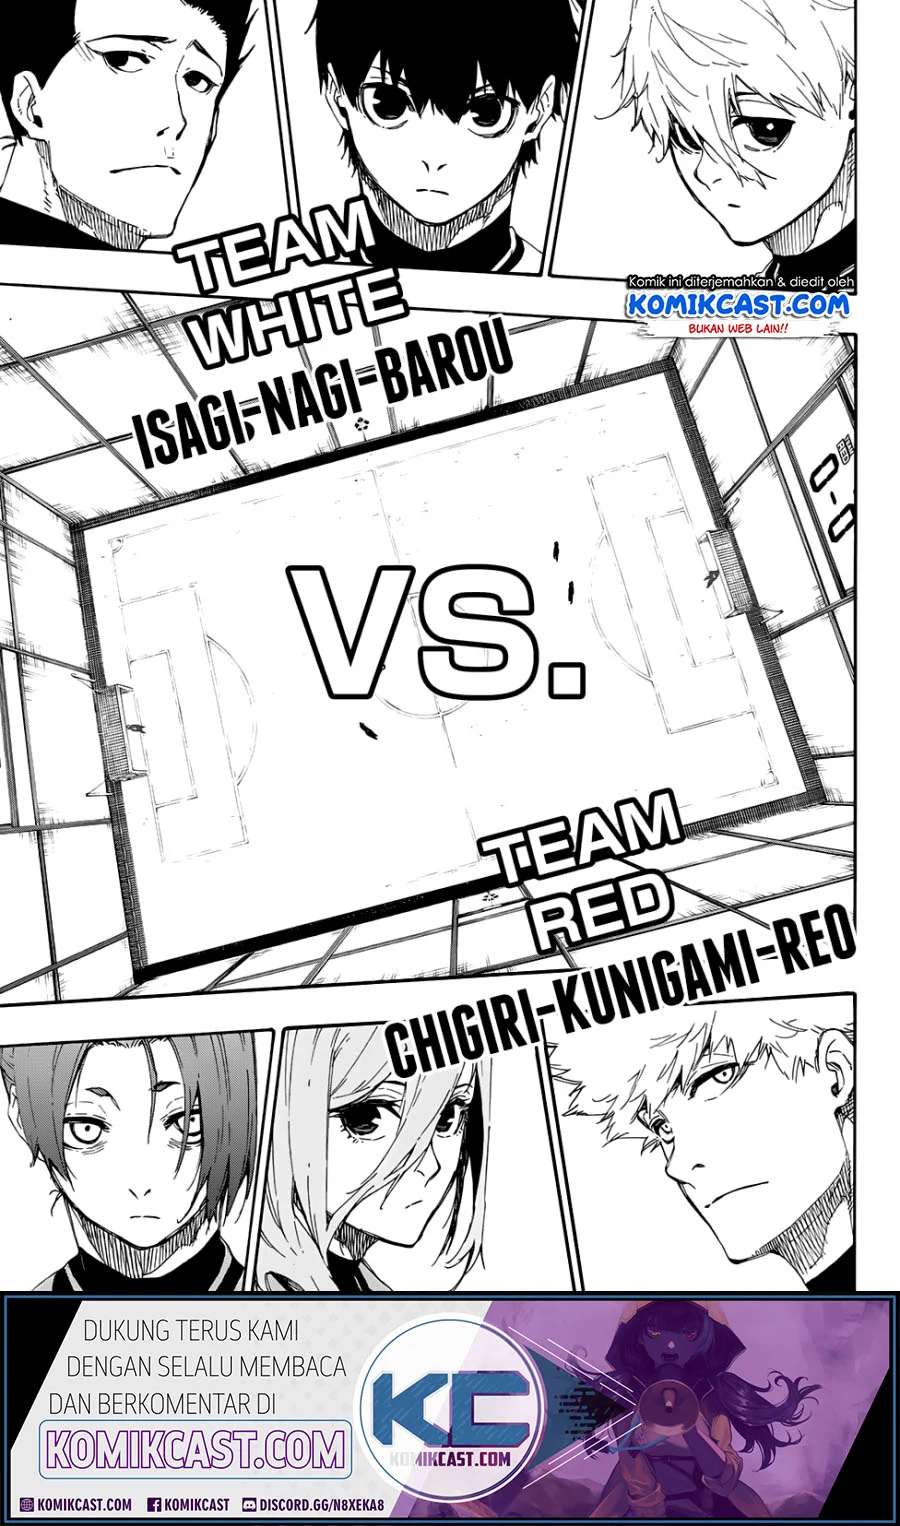 TEAM
WHITE
ISAGI-NAGI-BAROU
Komik ini diterjemahkan & diedit oleh
KOMIKCAST.COM
BUKAN WEB LAIN!!
VS.
TEAM
RED
CHIGIRI-KUNIGAMI-REO
DUKUNG TERUS KAMI
DENGAN SELALU MEMBACA
DAN BERKOMENTAR DI
KOMIKCAST.COM
KC
KOMIKCAST.COM
KOMIKCAST.COM
KOMIKCAST
DISCORD.GG/N8XEKA8